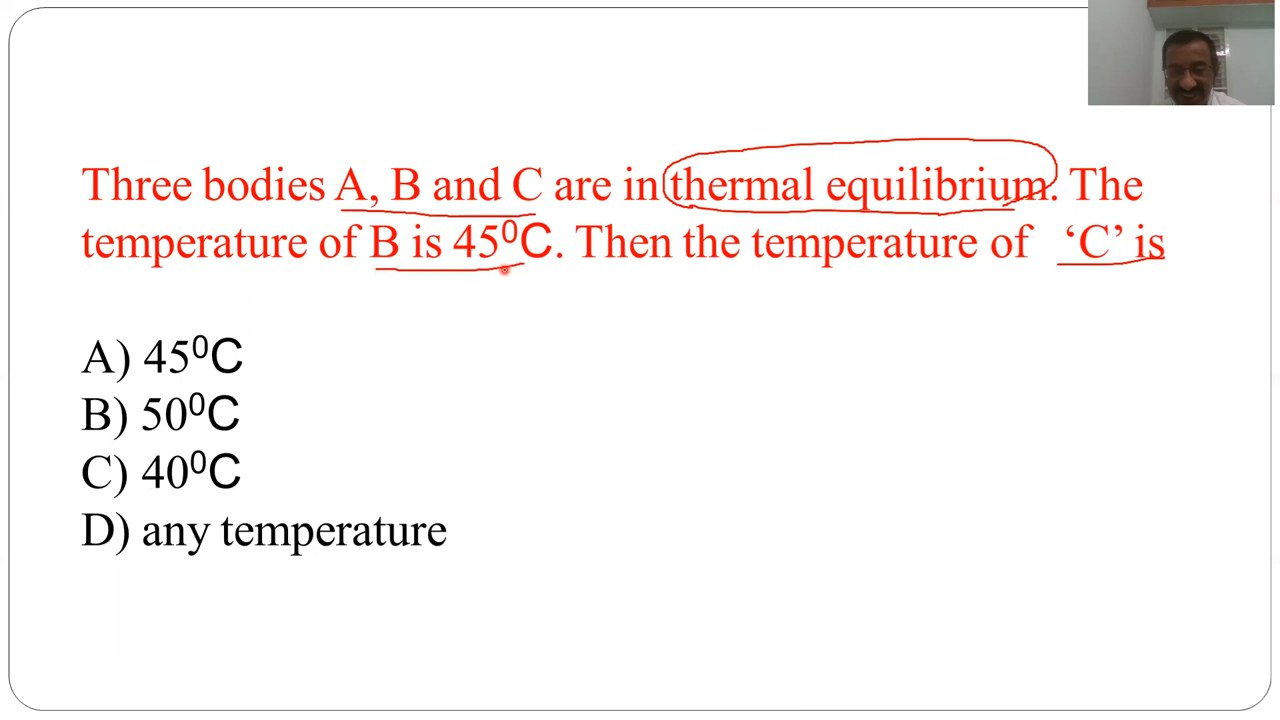 Three bodies A, B and C are in thermal equilibrium. The
temperature of B is 45⁰C. Then the temperature of ‘C’ is
A) 45⁰C
B) 50⁰C
C) 40⁰C
D) any temperature